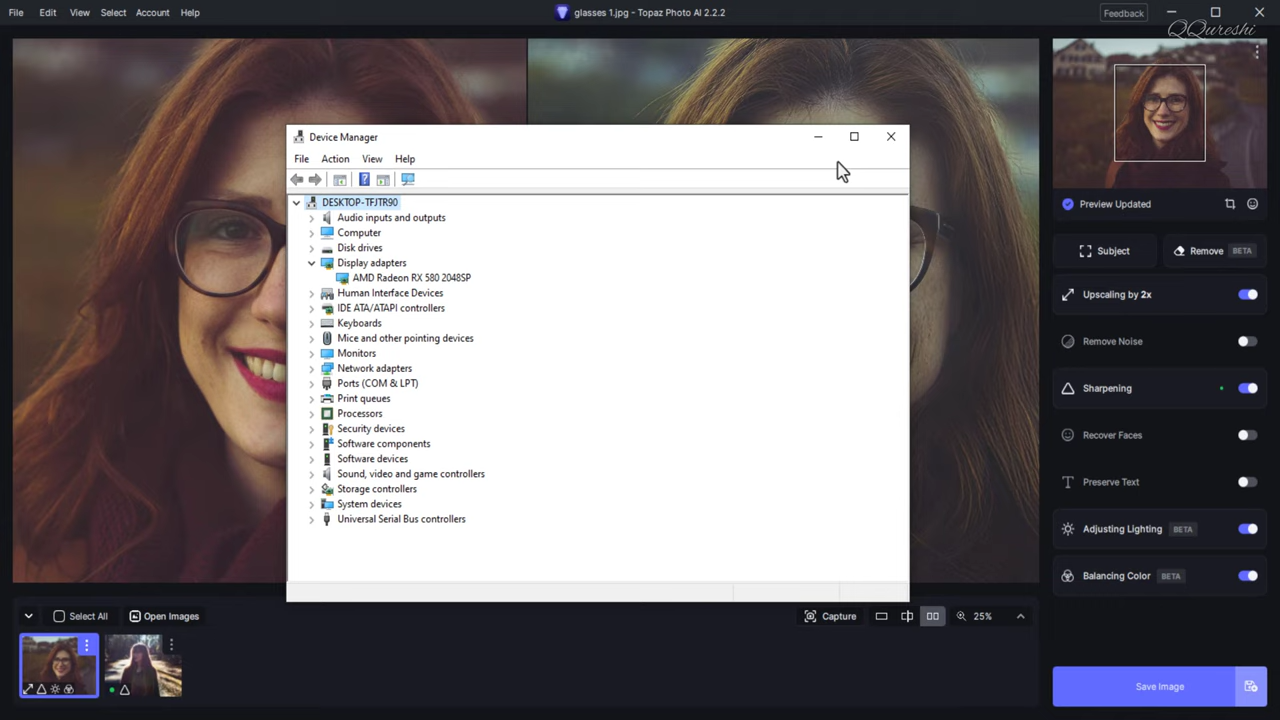 File Edit View Select Account Help
glasses 1.jpg - Topaz Photo AI 2.2.2
Feedback
QQureshi
Device Manager
File Action View Help
DESKTOP-TFJTR90
Audio inputs and outputs
Computer
Disk drives
Display adapters
AMD Radeon RX 580 2048SP
Human Interface Devices
IDE ATA/ATAPI controllers
Keyboards
Mice and other pointing devices
Monitors
Network adapters
Ports (COM & LPT)
Print queues
Processors
Security devices
Software components
Software devices
Sound, video and game controllers
Storage controllers
System devices
Universal Serial Bus controllers
Preview Updated
Subject
Remove BETA
Upscaling by 2x
Remove Noise
Sharpening
Recover Faces
Preserve Text
Adjusting Lighting BETA
Balancing Color BETA
Select All
Open Images
Capture
25%
Save Image